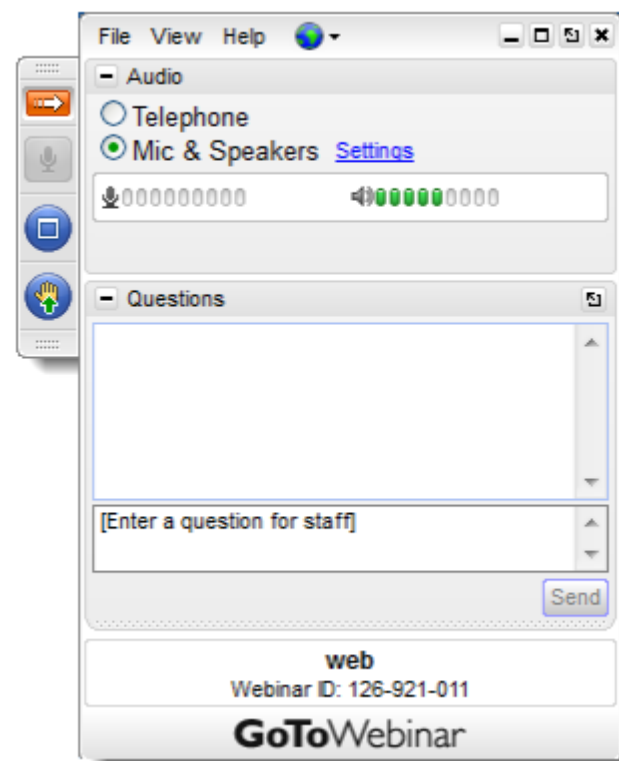 File View Help
Audio
Telephone
Mic & Speakers Settings
Questions
[Enter a question for staff]
Send
web
Webinar ID: 126-921-011
GoToWebinar